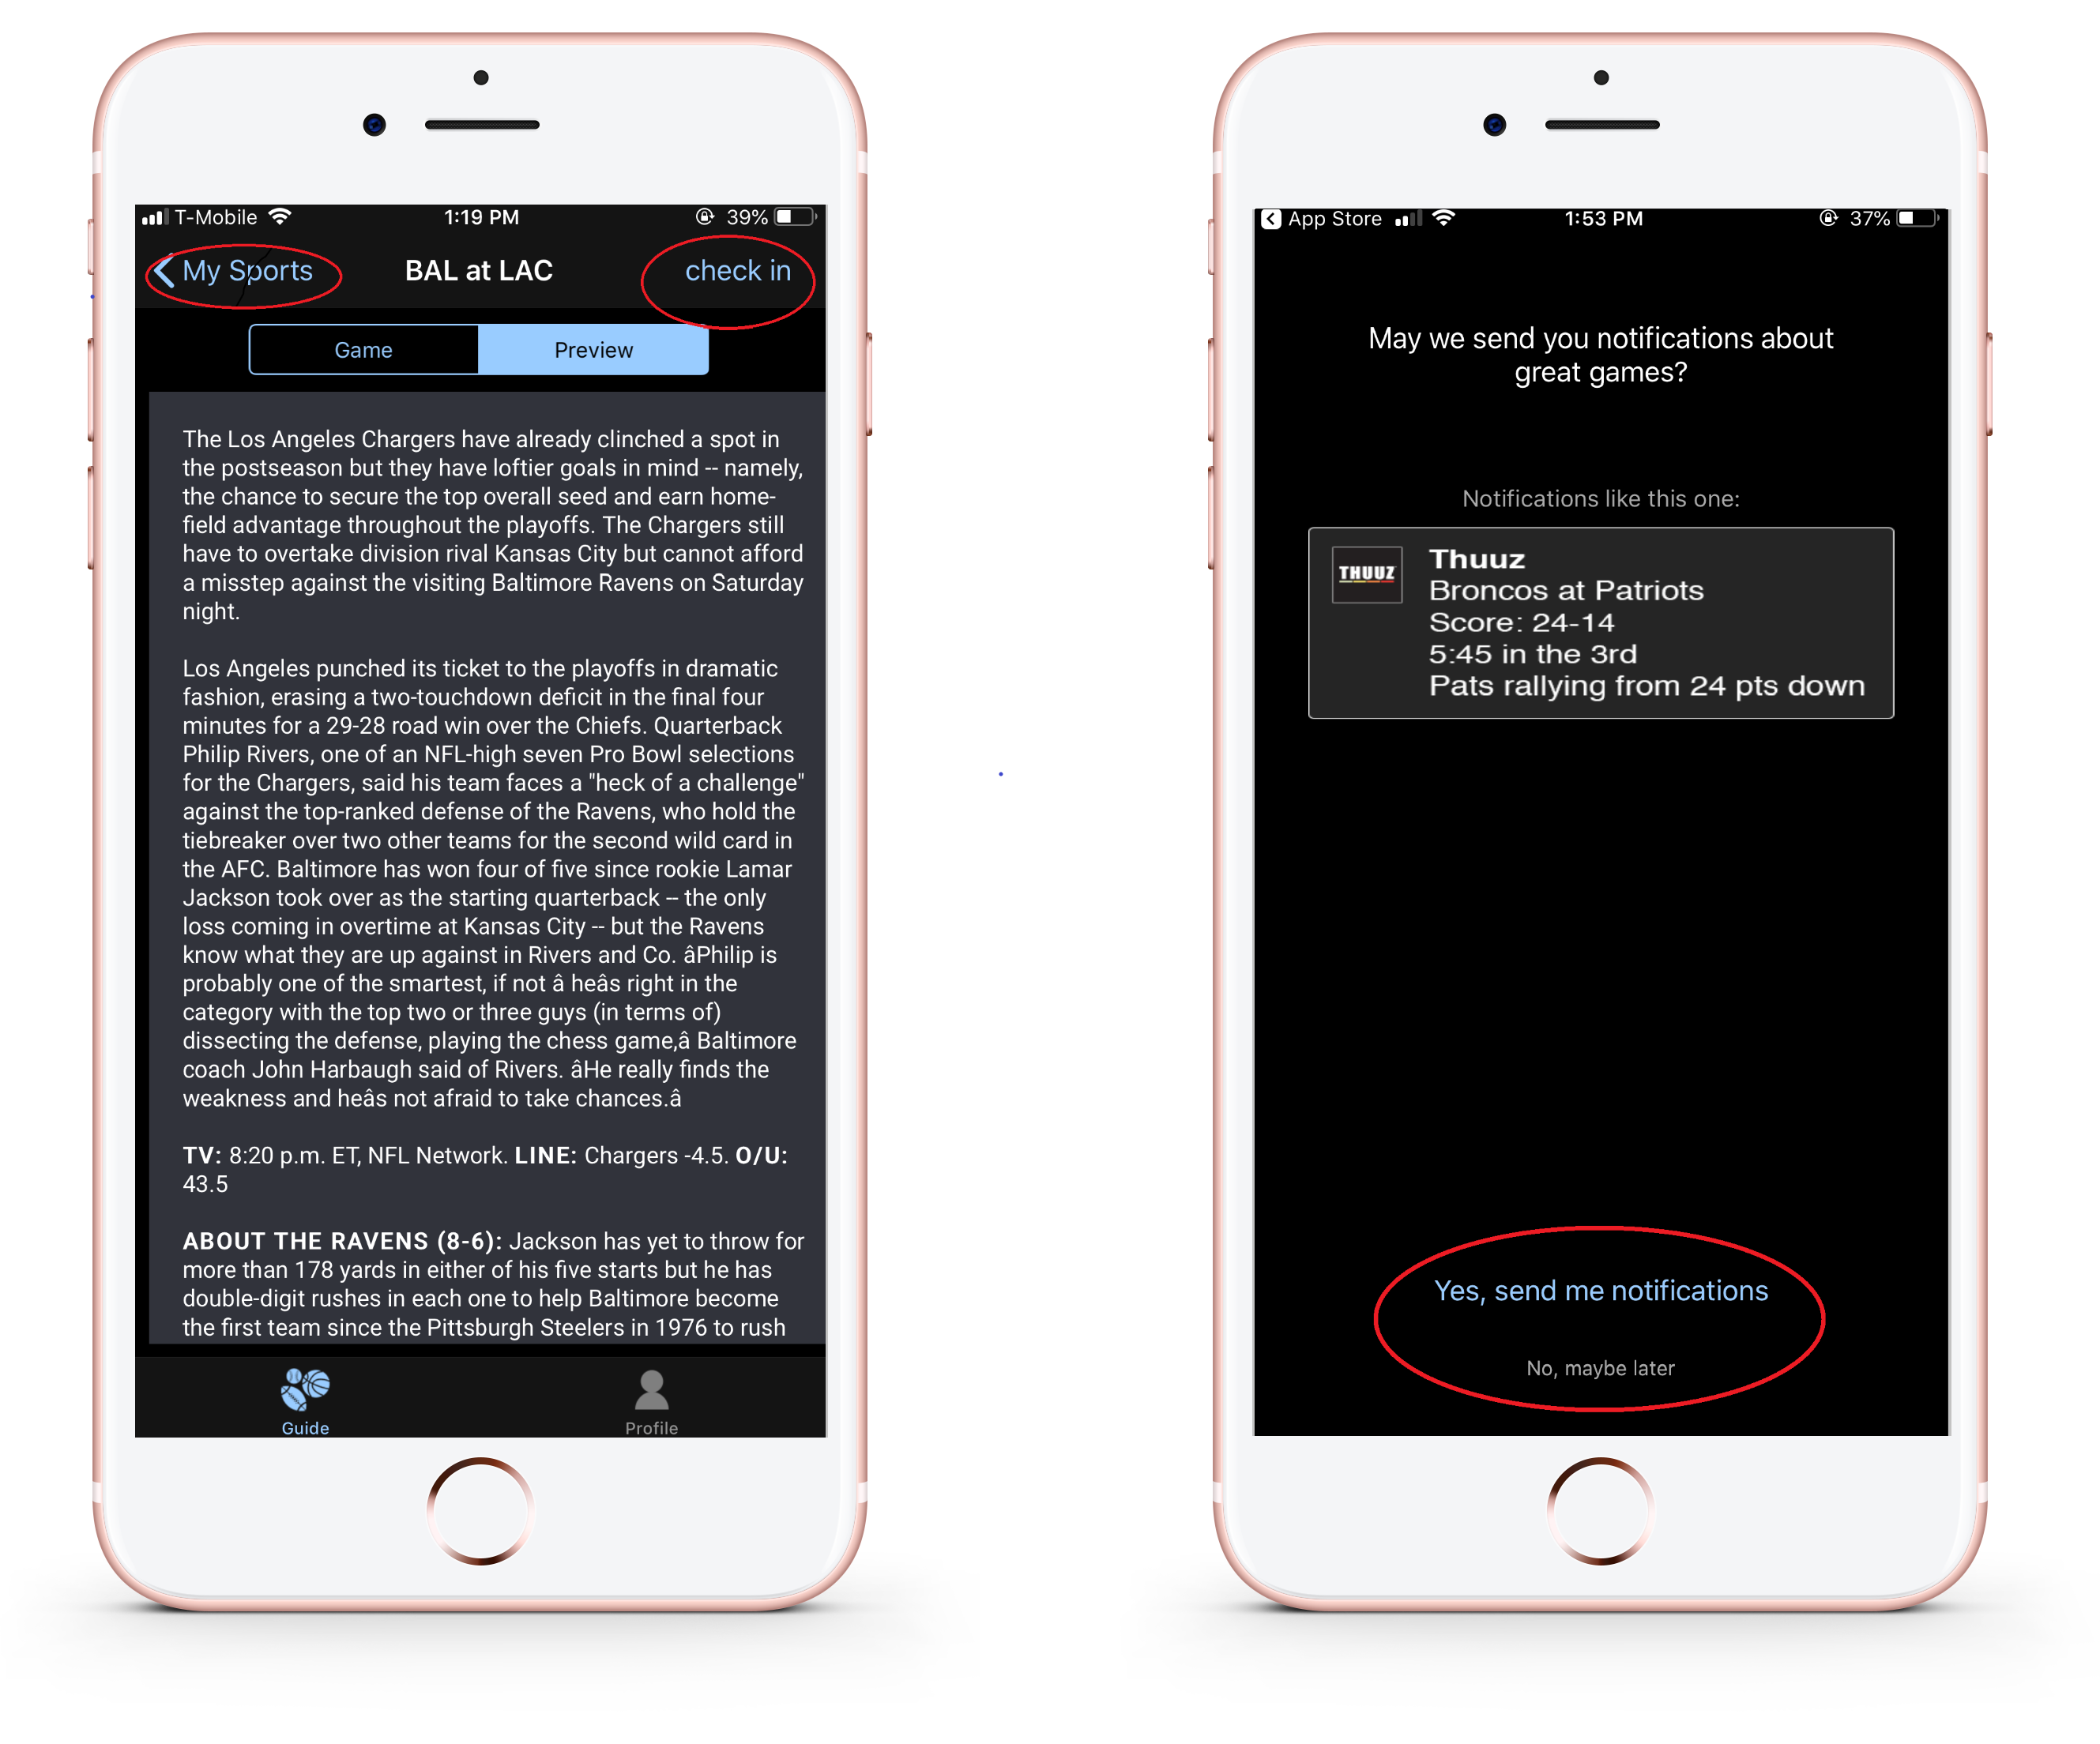 T-Mobile 1:19 PM 39%
My Sports BAL at LAC check in
Game Preview
The Los Angeles Chargers have already clinched a spot in
the postseason but they have loftier goals in mind -- namely,
the chance to secure the top overall seed and earn home-
field advantage throughout the playoffs. The Chargers still
have to overtake division rival Kansas City but cannot afford
a misstep against the visiting Baltimore Ravens on Saturday
night.
Los Angeles punched its ticket to the playoffs in dramatic
fashion, erasing a two-touchdown deficit in the final four
minutes for a 29-28 road win over the Chiefs. Quarterback
Philip Rivers, one of an NFL-high seven Pro Bowl selections
for the Chargers, said his team faces a "heck of a challenge"
against the top-ranked defense of the Ravens, who hold the
tiebreaker over two other teams for the second wild card in
the AFC. Baltimore has won four of five since rookie Lamar
Jackson took over as the starting quarterback -- the only
loss coming in overtime at Kansas City -- but the Ravens
know what they are up against in Rivers and Co. âPhilip is
probably one of the smartest, if not â heâs right in the
category with the top two or three guys (in terms of)
dissecting the defense, playing the chess game,â Baltimore
coach John Harbaugh said of Rivers. âHe really finds the
weakness and heâs not afraid to take chances.â
TV: 8:20 p.m. ET, NFL Network. LINE: Chargers -4.5. O/U:
43.5
ABOUT THE RAVENS (8-6): Jackson has yet to throw for
more than 178 yards in either of his five starts but he has
double-digit rushes in each one to help Baltimore become
the first team since the Pittsburgh Steelers in 1976 to rush
Guide Profile
App Store 1:53 PM 37%
May we send you notifications about
great games?
Notifications like this one:
THUUZ
Thuuz
Broncos at Patriots
Score: 24-14
5:45 in the 3rd
Pats rallying from 24 pts down
Yes, send me notifications
No, maybe later